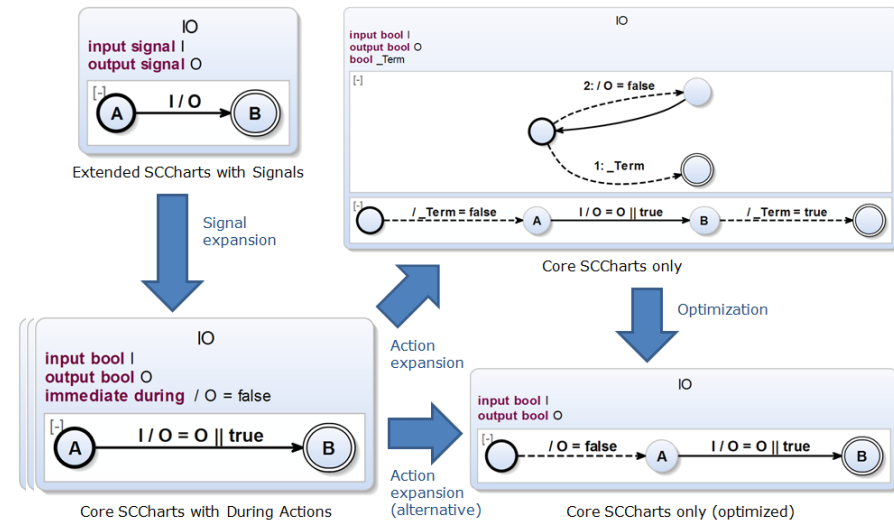 IO
input signal I
output signal O
[-]
I / O
A
B
Extended SCCharts with Signals
Signal
expansion
IO
input bool I
output bool O
bool _Term
[-]
2: / O = false
1: _Term
[-]
/ _Term = false
A
I / O = O || true
B
/ _Term = true
Core SCCharts only
Optimization
IO
input bool I
output bool O
immediate during / O = false
[-]
A
I / O = O || true
B
Core SCCharts with During Actions
Action
expansion
Action
expansion
(alternative)
IO
input bool I
output bool O
[-]
/ O = false
A
I / O = O || true
B
Core SCCharts only (optimized)